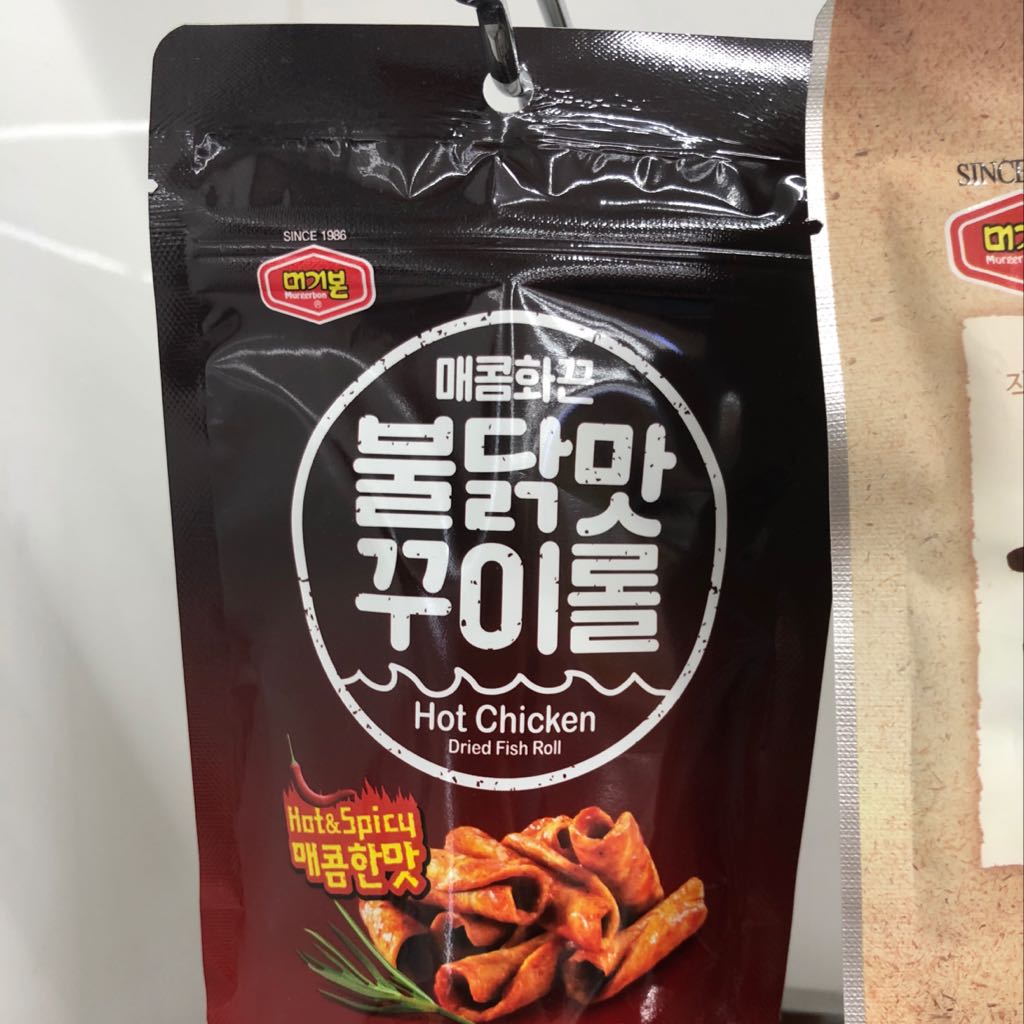 SINCE 1986
머거본
Murgerbon
®
매콤화끈
불닭맛
꾸이롤
Hot Chicken
Dried Fish Roll
Hot&Spicy
매콤한맛
SINCE
머거
Murger